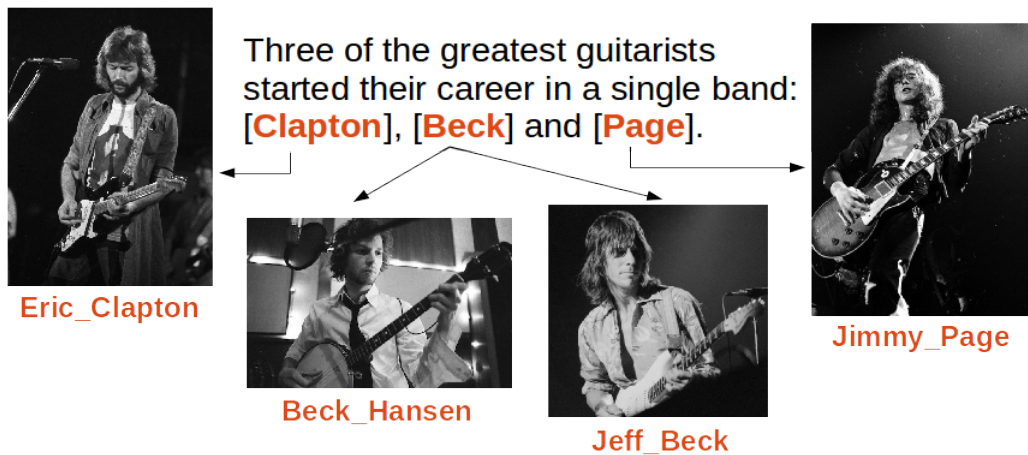 Three of the greatest guitarists
started their career in a single band:
[Clapton], [Beck] and [Page].
Eric_Clapton
Beck_Hansen
Jeff_Beck
Jimmy_Page